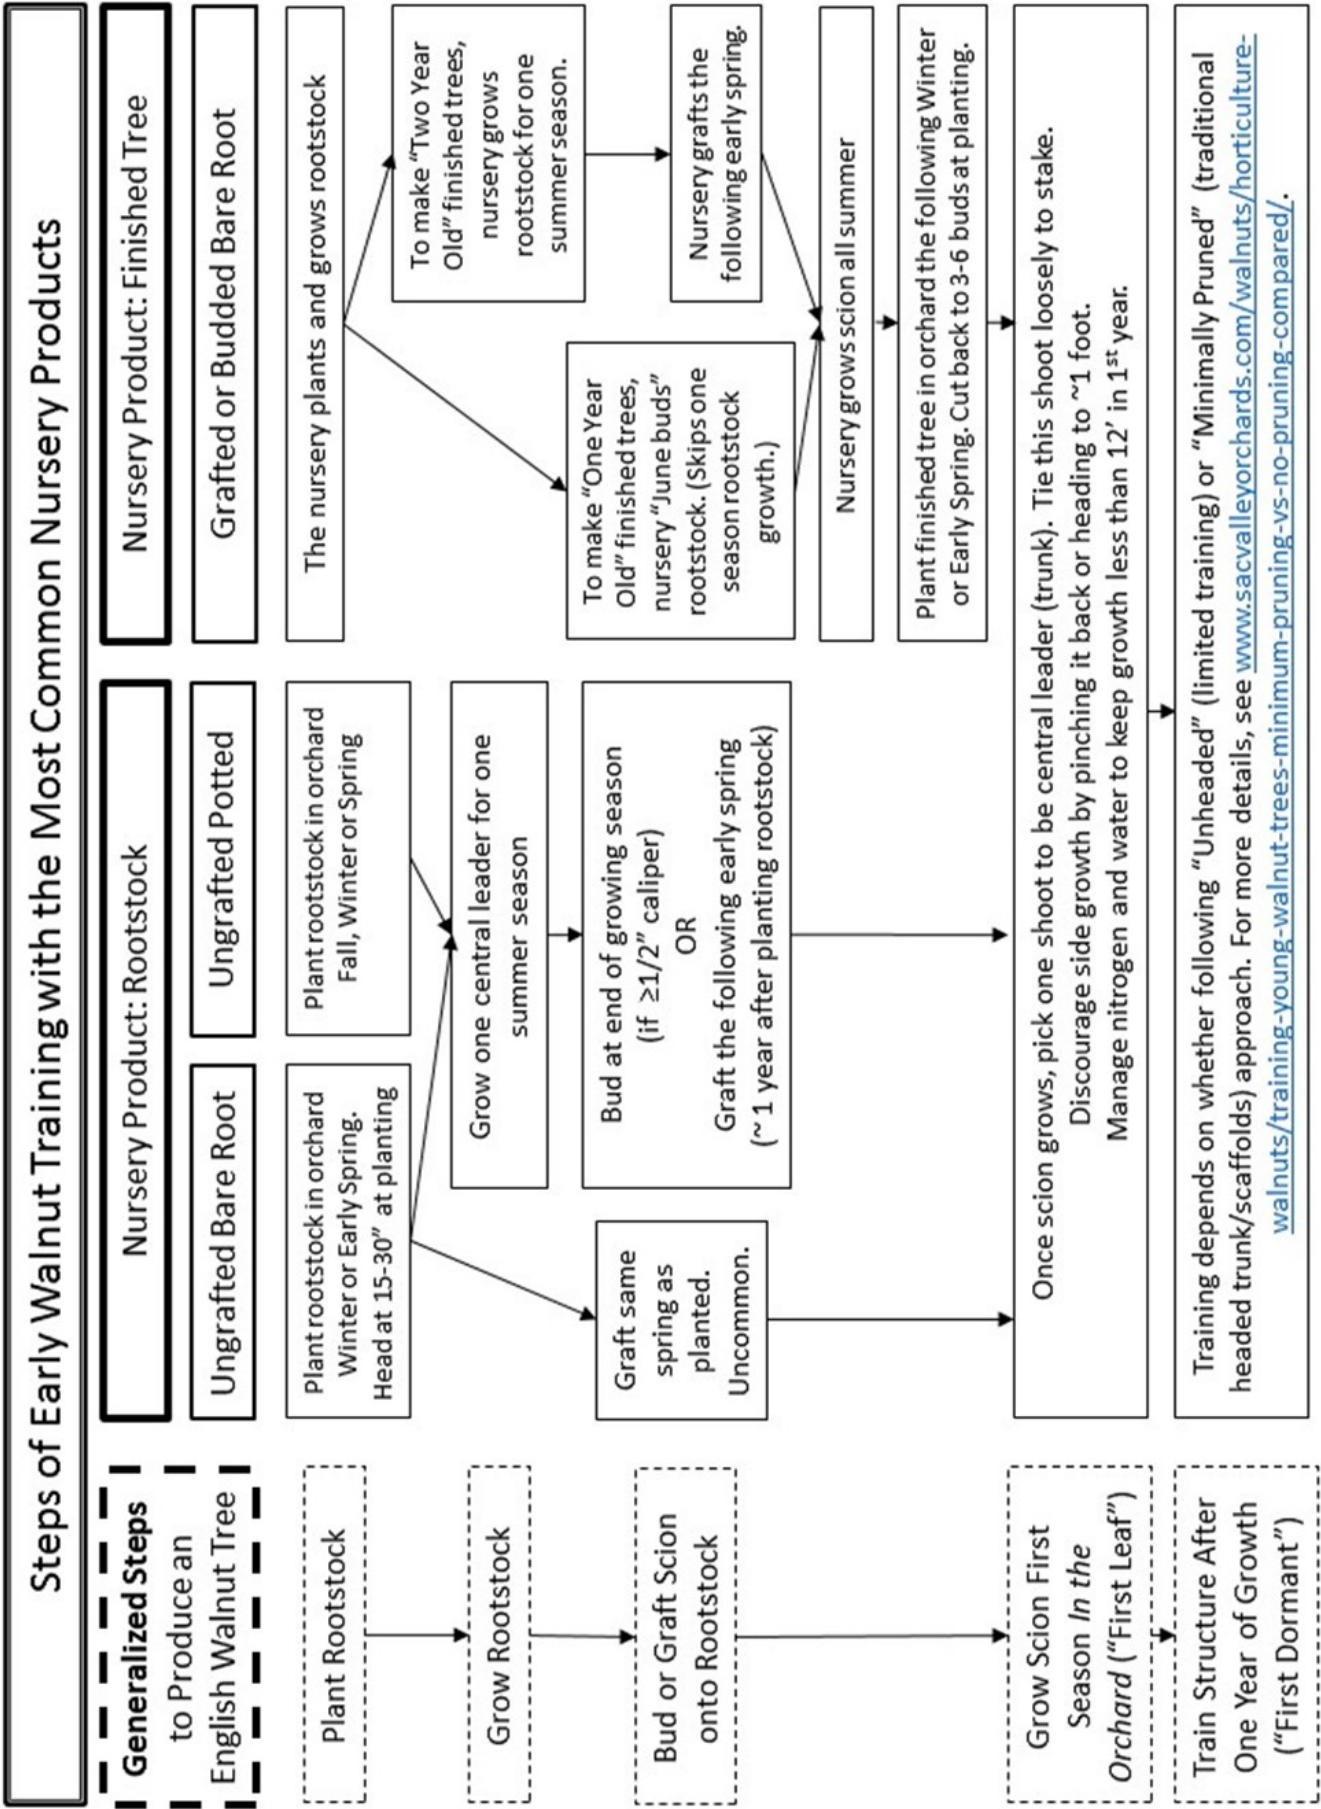 Steps of Early Walnut Training with the Most Common Nursery Products
Generalized Steps
to Produce an
English Walnut Tree
Nursery Product: Rootstock
Nursery Product: Finished Tree
Ungrafted Bare Root
Ungrafted Potted
Grafted or Budded Bare Root
Plant Rootstock
Plant rootstock in orchard
Winter or Early Spring.
Head at 15-30” at planting
Plant rootstock in orchard
Fall, Winter or Spring
The nursery plants and grows rootstock
Grow Rootstock
Grow one central leader for one
summer season
To make “Two Year
Old” finished trees,
nursery grows
rootstock for one
summer season.
Bud or Graft Scion
onto Rootstock
Graft same
spring as
planted.
Uncommon.
Bud at end of growing season
(if ≥1/2” caliper)
OR
Graft the following early spring
(~ 1 year after planting rootstock)
To make “One Year
Old” finished trees,
nursery “June buds”
rootstock. (Skips one
season rootstock
growth.)
Nursery grafts the
following early spring.
Nursery grows scion all summer
Plant finished tree in orchard the following Winter
or Early Spring. Cut back to 3-6 buds at planting.
Grow Scion First
Season In the
Orchard (“First Leaf”)
Once scion grows, pick one shoot to be central leader (trunk). Tie this shoot loosely to stake.
Discourage side growth by pinching it back or heading to ~1 foot.
Manage nitrogen and water to keep growth less than 12’ in 1st year.
Train Structure After
One Year of Growth
(“First Dormant”)
Training depends on whether following “Unheaded” (limited training) or “Minimally Pruned” (traditional
headed trunk/scaffolds) approach. For more details, see www.sacvalleyorchards.com/walnuts/horticulture-
walnuts/training-young-walnut-trees-minimum-pruning-vs-no-pruning-compared/.